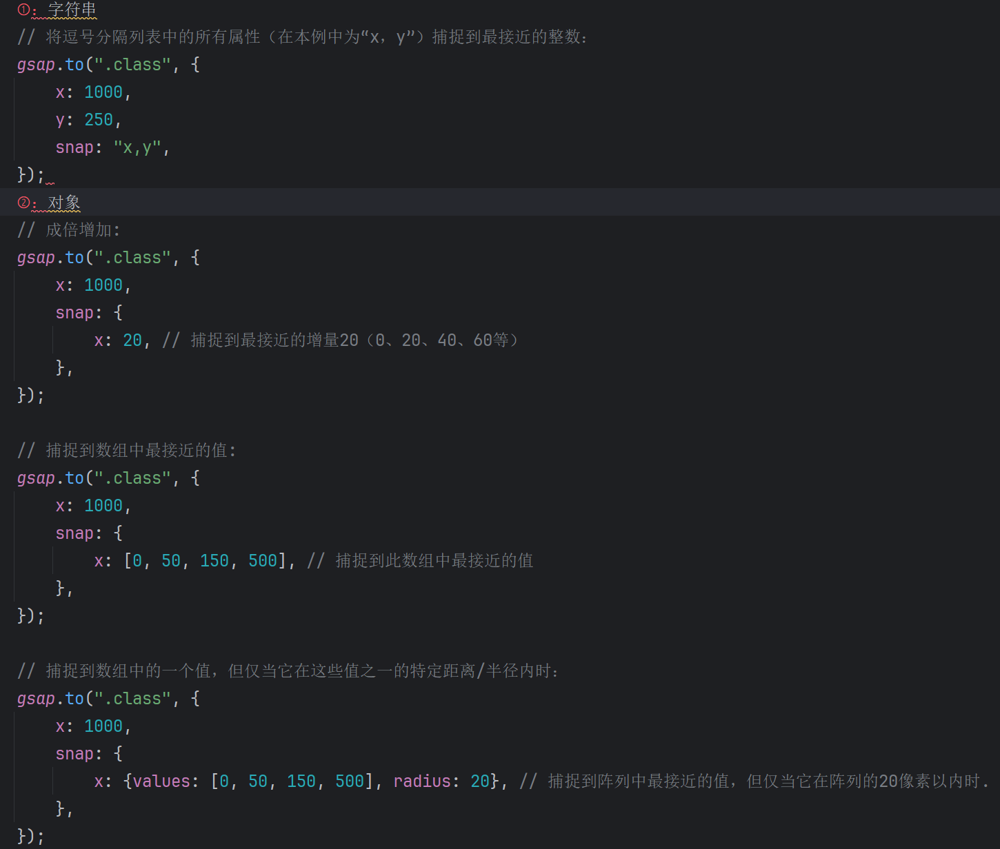 ①：字符串
// 将逗号分隔列表中的所有属性（在本例中为“x，y”）捕捉到最接近的整数：
gsap.to(".class", {
    x: 1000,
    y: 250,
    snap: "x,y",
});
②：对象
// 成倍增加：
gsap.to(".class", {
    x: 1000,
    snap: {
        x: 20, // 捕捉到最接近的增量20（0、20、40、60等）
    },
});

// 捕捉到数组中最接近的值：
gsap.to(".class", {
    x: 1000,
    snap: {
        x: [0, 50, 150, 500], // 捕捉到此数组中最接近的值
    },
});

// 捕捉到数组中的一个值，但仅当它在这些值之一的特定距离/半径内时：
gsap.to(".class", {
    x: 1000,
    snap: {
        x: {values: [0, 50, 150, 500], radius: 20}, // 捕捉到阵列中最接近的值，但仅当它在阵列的20像素以内时.
    },
});